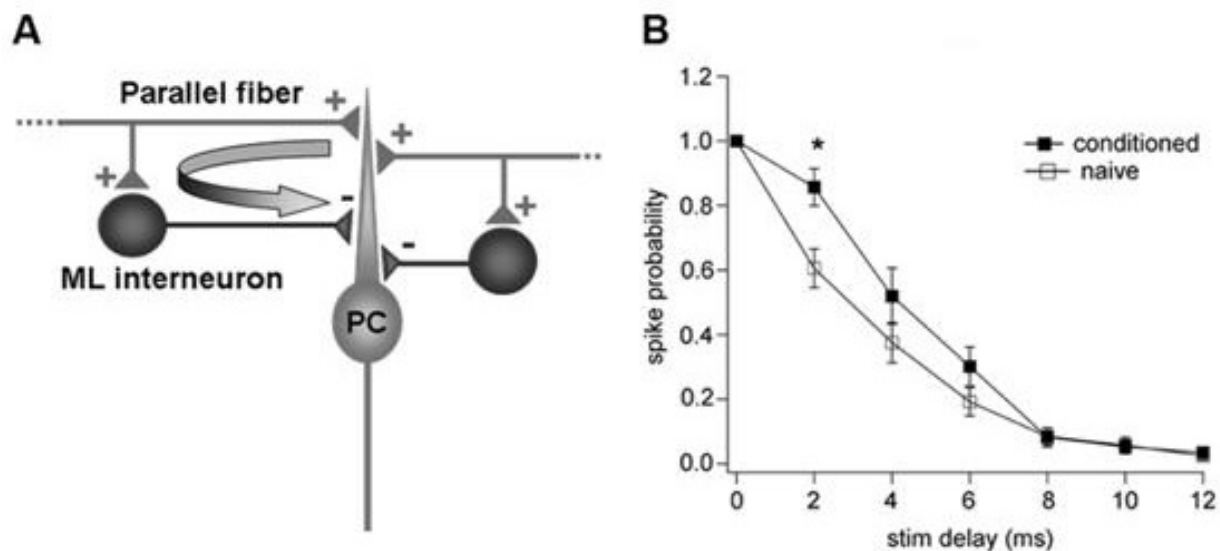 A
Parallel fiber
+
+
+
+
-
-
ML interneuron
PC
B
1.2
1.0
0.8
0.6
0.4
0.2
0.0
spike probability
*
conditioned
naive
0 2 4 6 8 10 12
stim delay (ms)